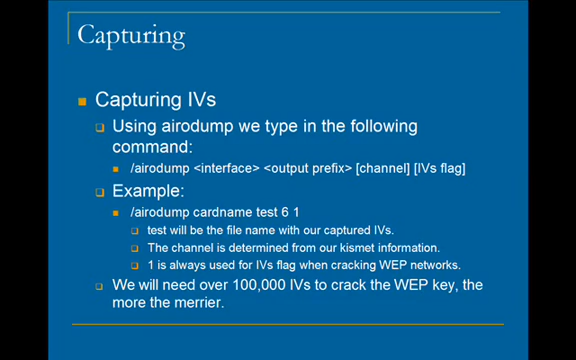 Capturing
Capturing IVs
Using airodump we type in the following
command:
/airodump <interface> <output prefix> [channel] [IVs flag]
Example:
/airodump cardname test 6 1
test will be the file name with our captured IVs.
The channel is determined from our kismet information.
1 is always used for IVs flag when cracking WEP networks.
We will need over 100,000 IVs to crack the WEP key, the
more the merrier.